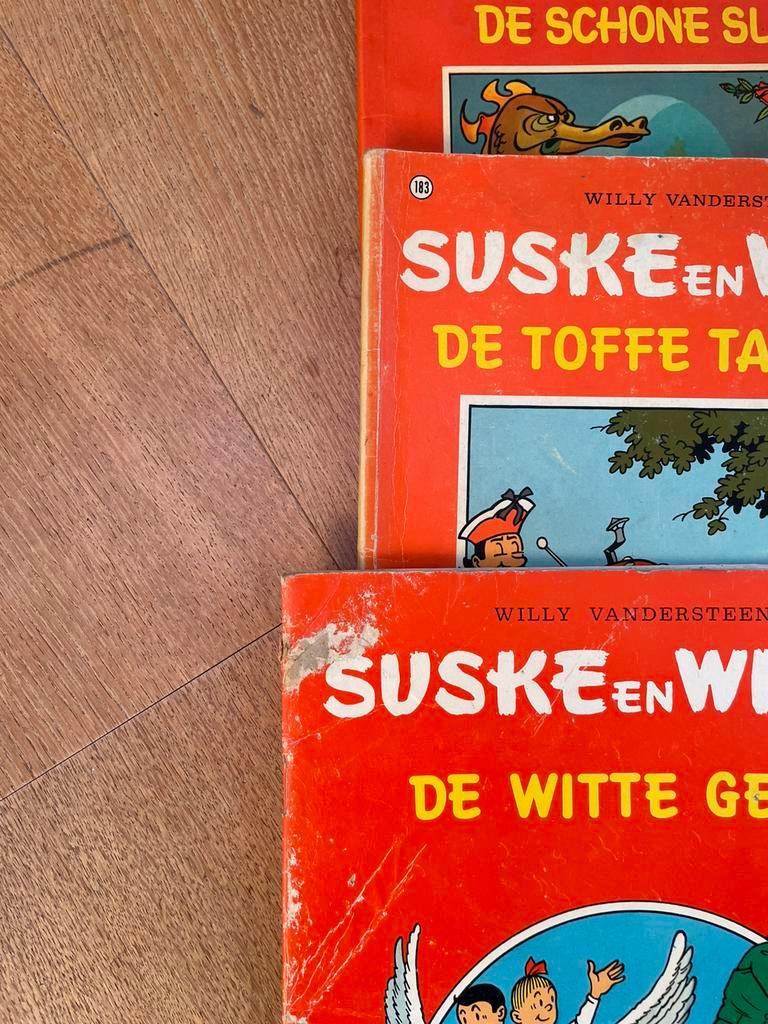 DE SCHONE SL
183
WILLY VANDERST
SUSKE EN W
DE TOFFE TA
WILLY VANDERSTEEN
SUSKE EN WI
DE WITTE GE